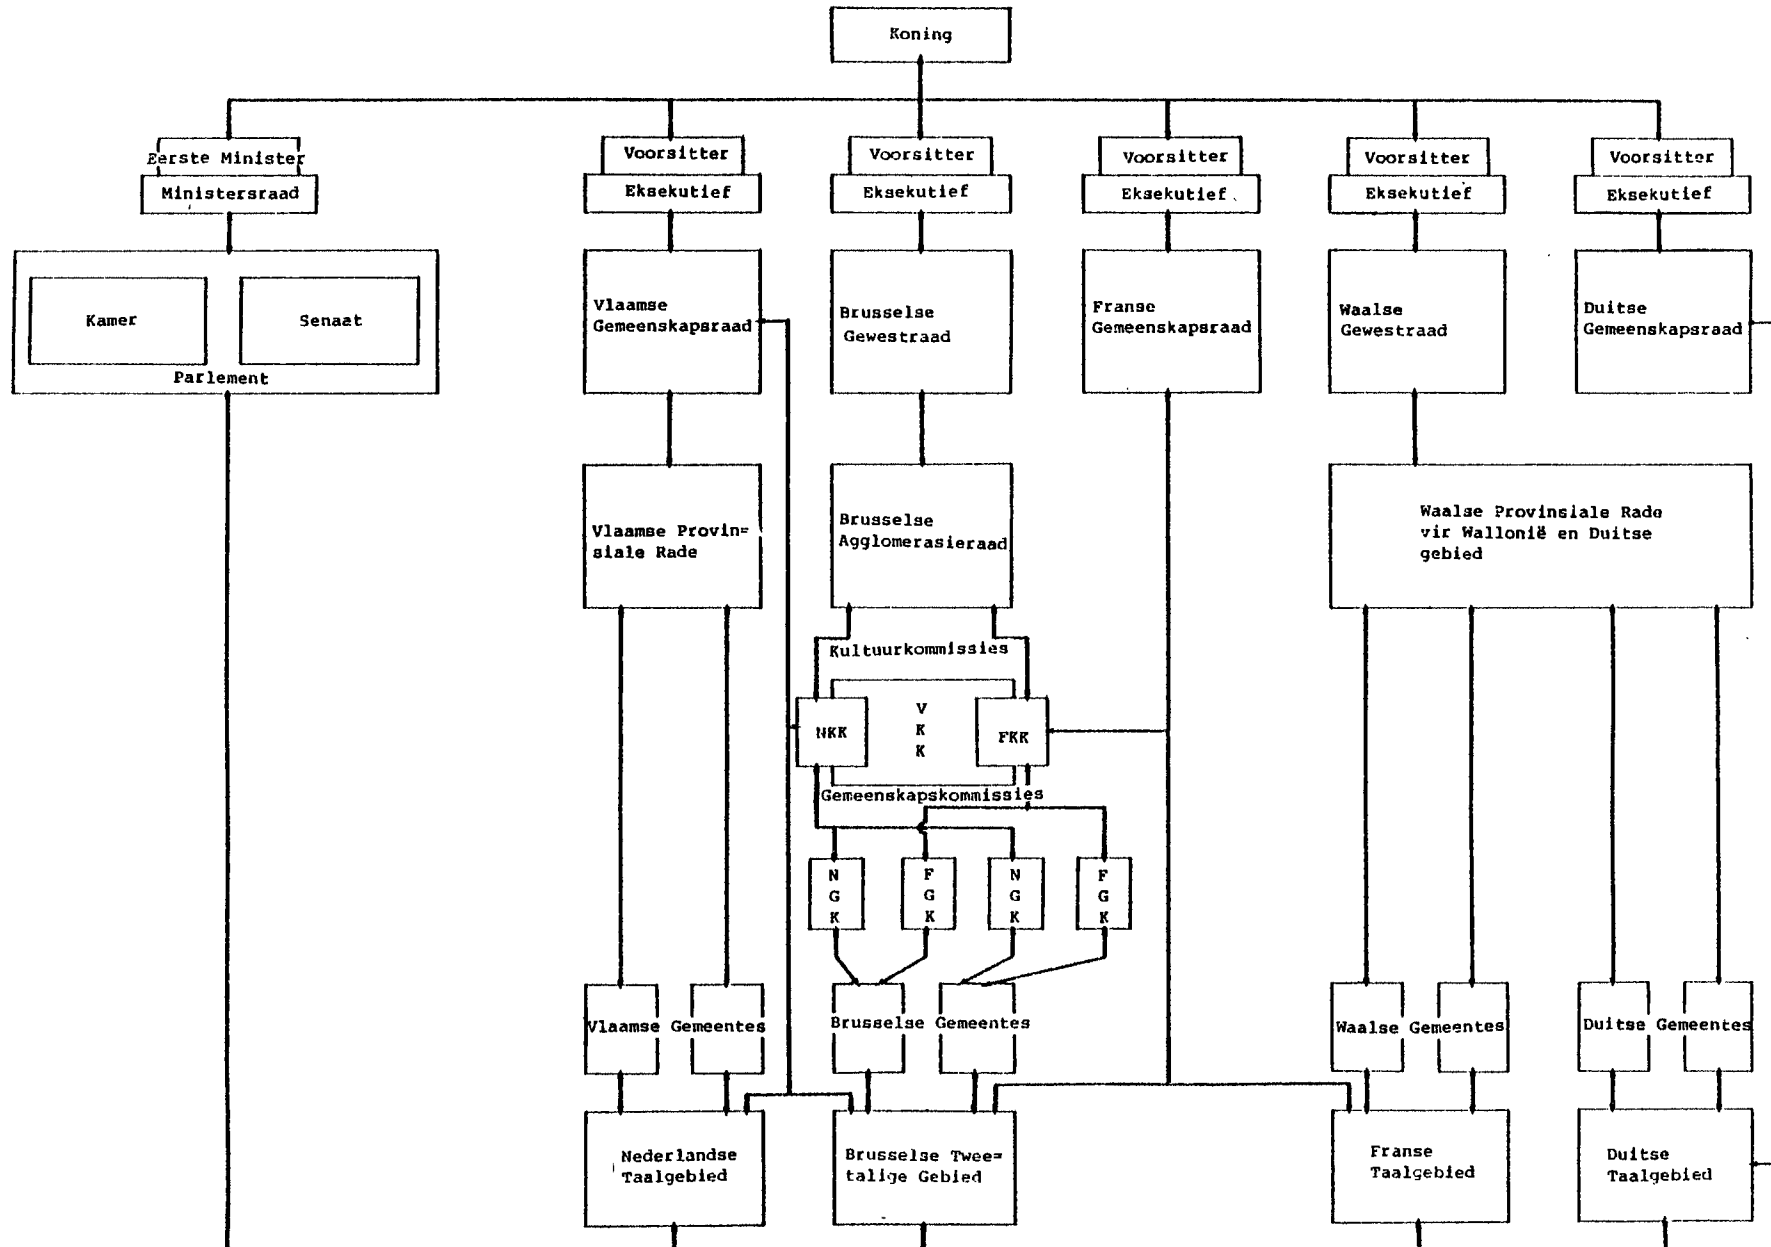 Koning
Eerste Minister
Ministersraad
Voorsitter
Eksekutief
Voorsitter
Eksekutief
Voorsitter
Eksekutief
Voorsitter
Eksekutief
Voorsitter
Eksekutief
Kamer
Senaat
Parlement
Vlaamse
Gemeenskapsraad
Brusselse
Gewestraad
Franse
Gemeenskapsraad
Waalse
Gewestraad
Duitse
Gemeenskapsraad
Vlaamse Provin=
siale Rade
Brusselse
Agglomerasieraad
Waalse Provinsiale Rade
vir Wallonië en Duitse
gebied
Kultuurkommissies
NKK
V
K
K
FKK
Gemeenskapskommissies
N
G
K
F
G
K
N
G
K
F
G
K
Vlaamse Gemeentes
Brusselse Gemeentes
Waalse Gemeentes
Duitse Gemeentes
Nederlandse
Taalgebied
Brusselse Twee=
talige Gebied
Franse
Taalgebied
Duitse
Taalgebied